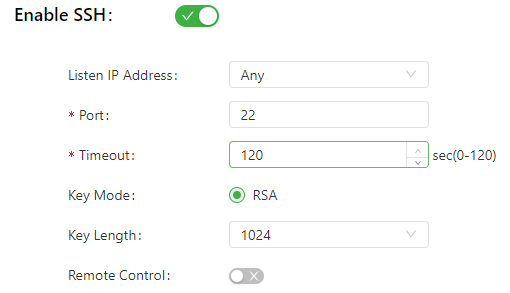 Enable SSH:
Listen IP Address: Any
* Port: 22
* Timeout: 120 sec(0-120)
Key Mode: RSA
Key Length: 1024
Remote Control: